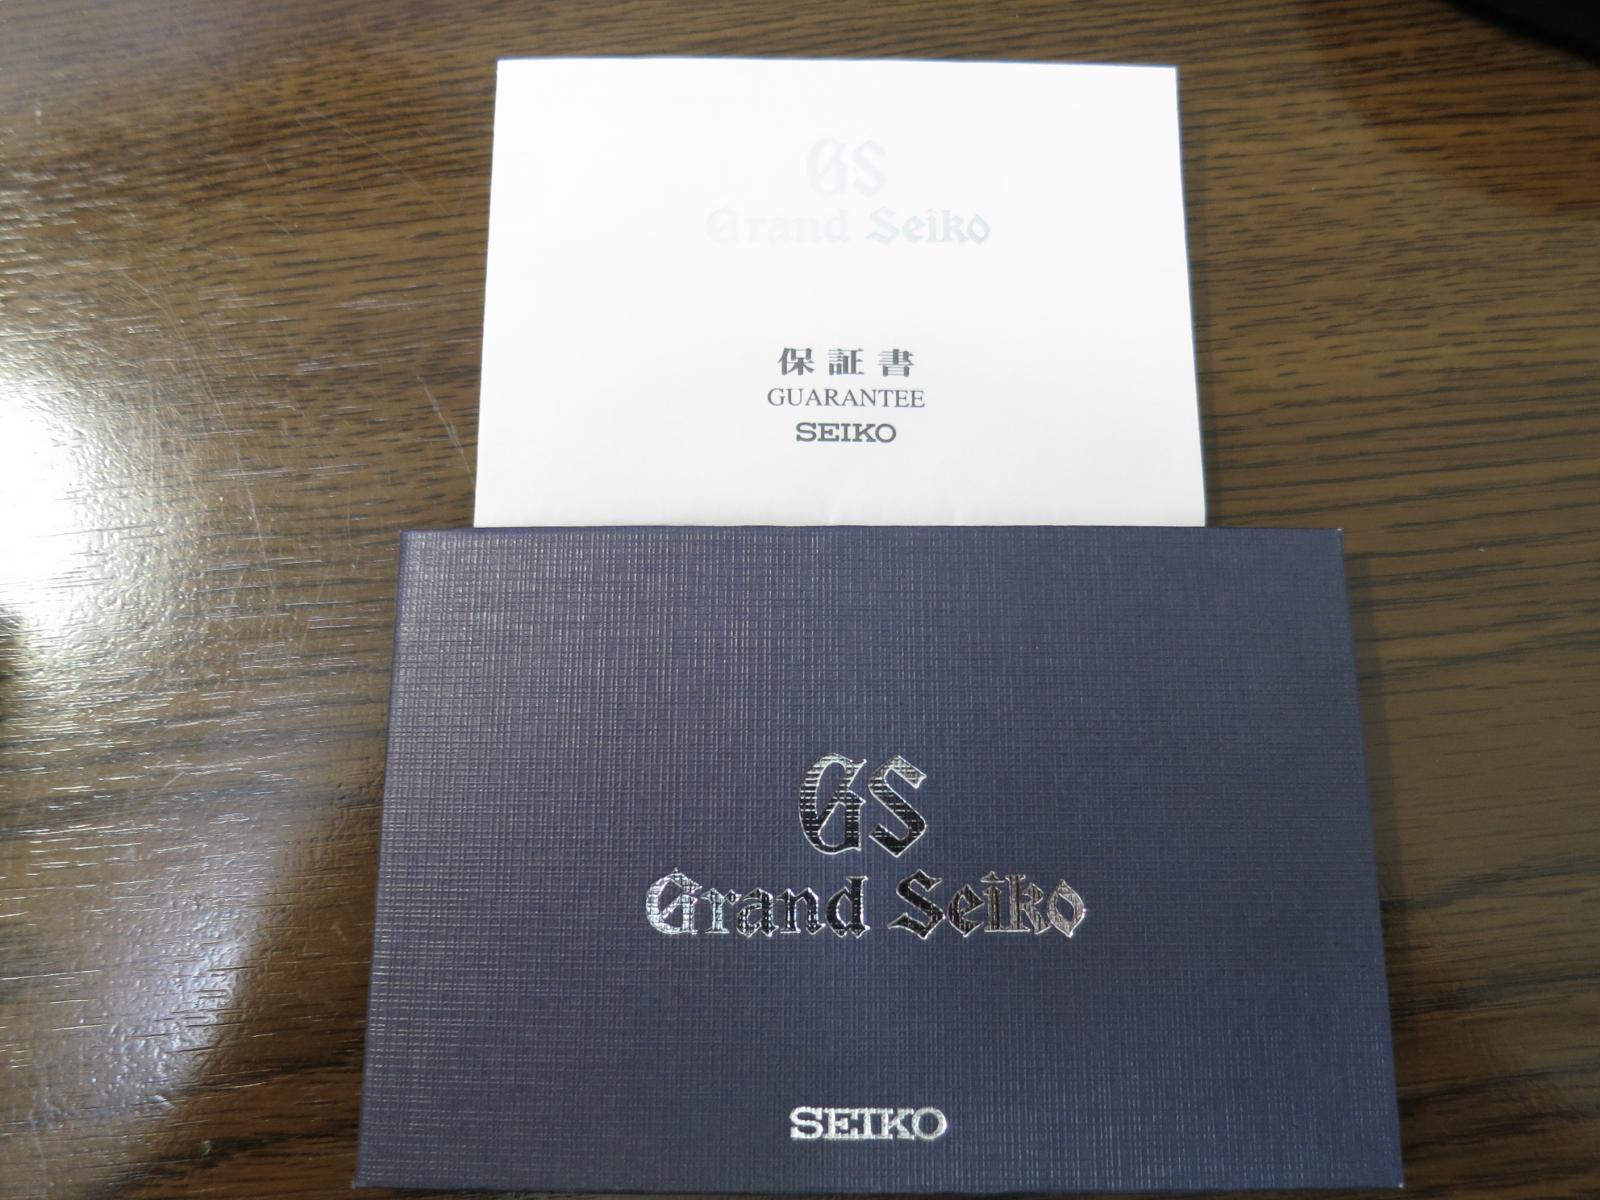 GS
Grand Seiko
保証書
GUARANTEE
SEIKO
GS
Grand Seiko
SEIKO